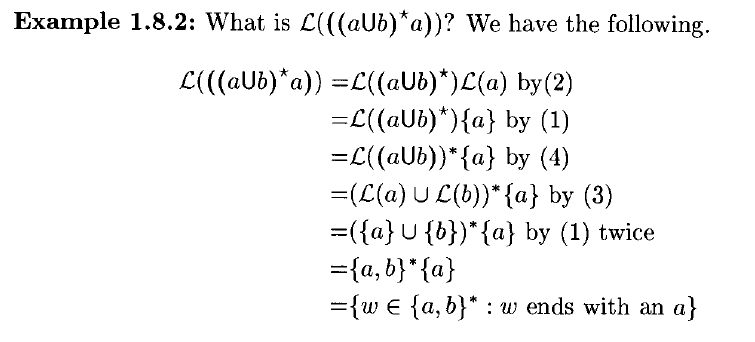 Example 1.8.2: What is ℒ(((a∪b)*a))? We have the following.
ℒ(((a∪b)*a)) =ℒ((a∪b)*)ℒ(a) by(2)
=ℒ((a∪b)*){a} by (1)
=ℒ((a∪b))*{a} by (4)
=(ℒ(a) ∪ ℒ(b))*{a} by (3)
=({a} ∪ {b})*{a} by (1) twice
={a, b}*{a}
={w ∈ {a, b}* : w ends with an a}